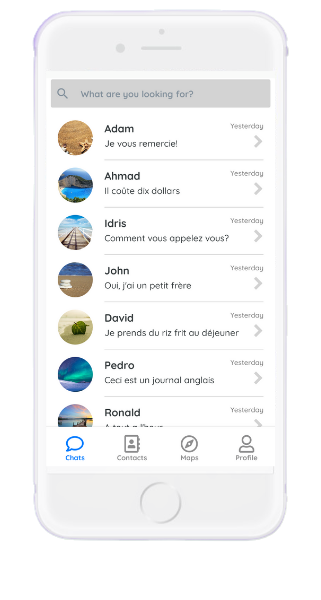 What are you looking for?
Adam
Yesterday
Je vous remercie!
Ahmad
Yesterday
Il coûte dix dollars
Idris
Yesterday
Comment vous appelez vous?
John
Yesterday
Oui, j'ai un petit frère
David
Yesterday
Je prends du riz frit au déjeuner
Pedro
Yesterday
Ceci est un journal anglais
Ronald
Yesterday
Chats
Contacts
Maps
Profile